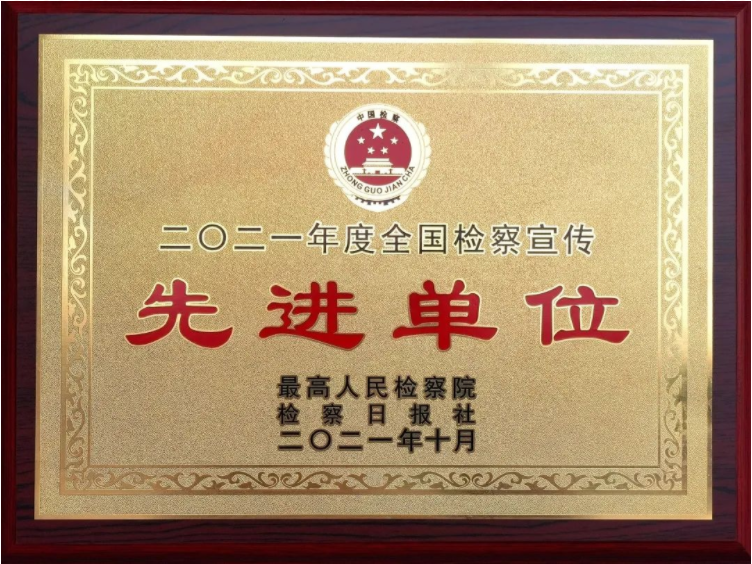 中国检察
ZHONG GUO JIAN CHA
二〇二一年度全国检察宣传
先进单位
最高人民检察院
检察日报社
二〇二一年十月